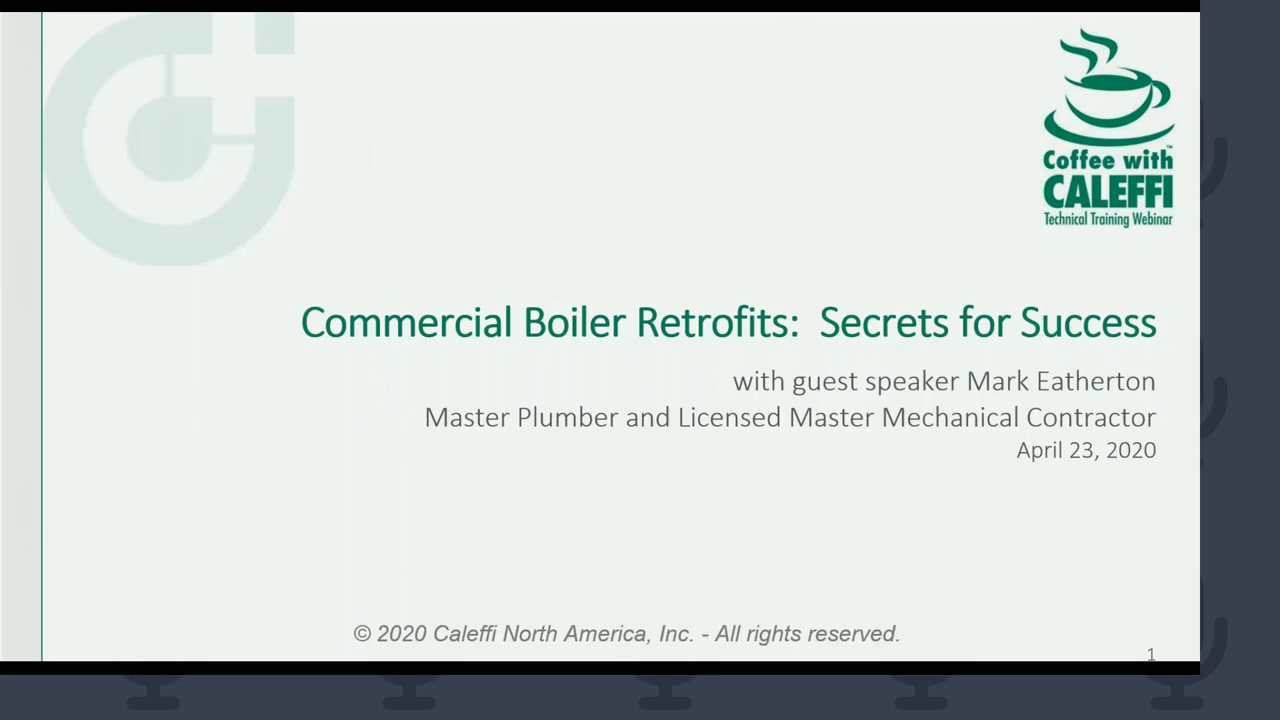 Coffee with™
CALEFFI
Technical Training Webinar
Commercial Boiler Retrofits:  Secrets for Success
with guest speaker Mark Eatherton
Master Plumber and Licensed Master Mechanical Contractor
April 23, 2020
© 2020 Caleffi North America, Inc. - All rights reserved.
1